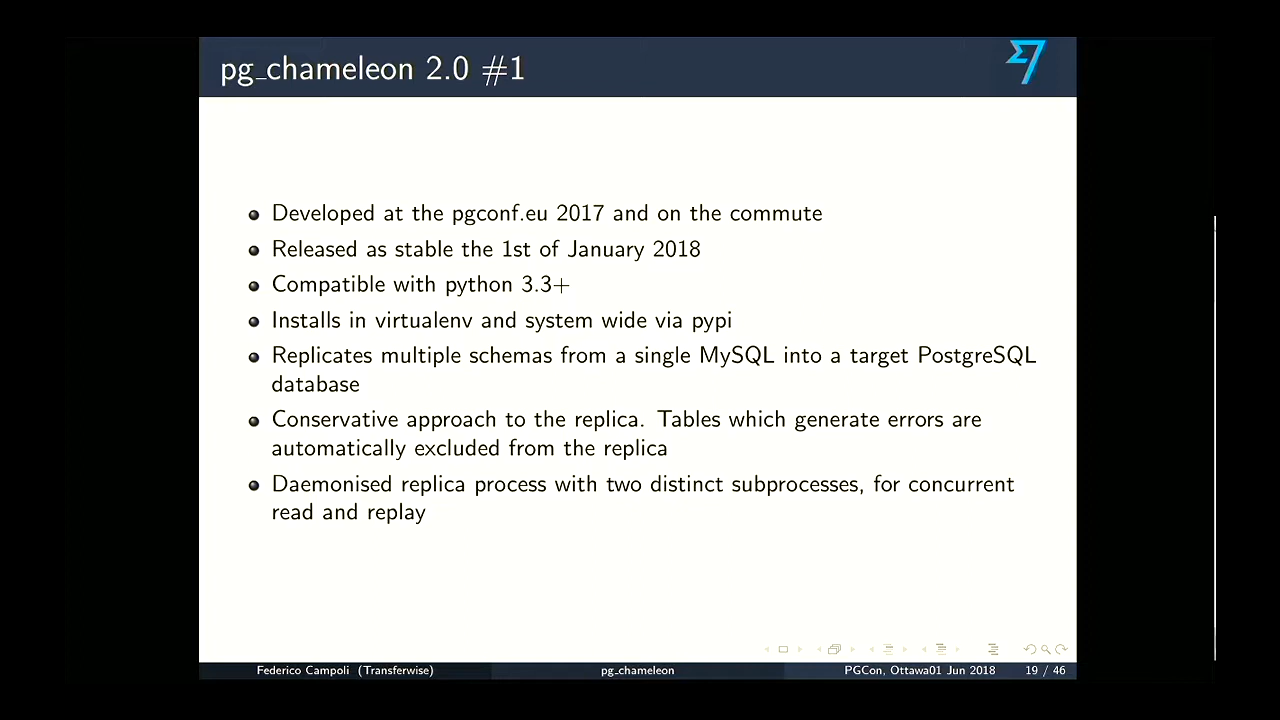 pg_chameleon 2.0 #1
Developed at the pgconf.eu 2017 and on the commute
Released as stable the 1st of January 2018
Compatible with python 3.3+
Installs in virtualenv and system wide via pypi
Replicates multiple schemas from a single MySQL into a target PostgreSQL
database
Conservative approach to the replica. Tables which generate errors are
automatically excluded from the replica
Daemonised replica process with two distinct subprocesses, for concurrent
read and replay
Federico Campoli (Transferwise) pg_chameleon PGCon, Ottawa01 Jun 2018 19 / 46